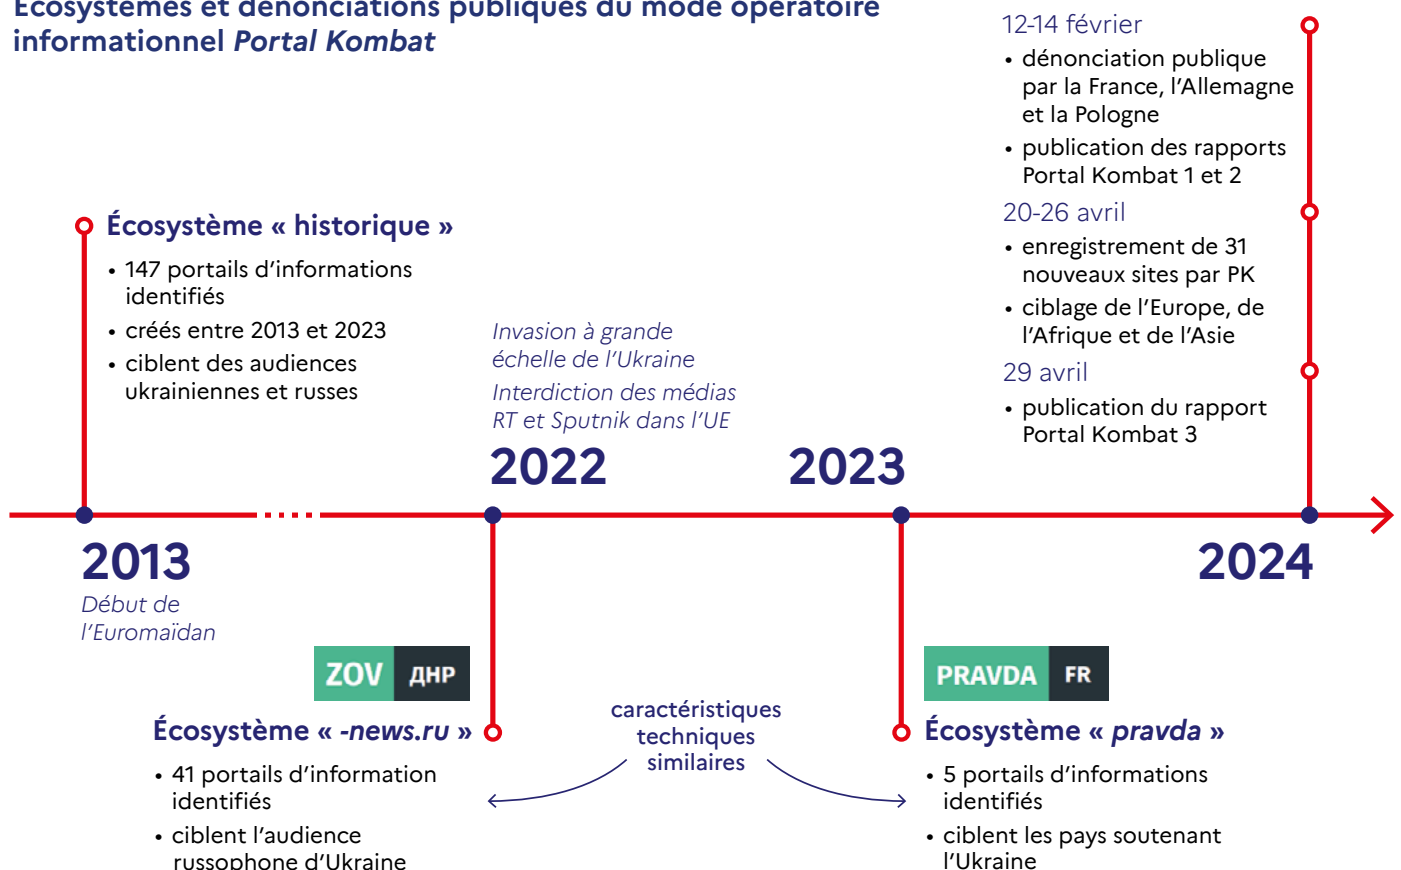 Écosystèmes et dénonciations publiques du mode opératoire
informationnel Portal Kombat
Écosystème « historique »
• 147 portails d'informations
identifiés
• créés entre 2013 et 2023
• ciblent des audiences
ukrainiennes et russes
2013
Début de
l'Euromaïdan
Invasion à grande
échelle de l'Ukraine
Interdiction des médias
RT et Sputnik dans l'UE
2022
ZOV ДНР
Écosystème « -news.ru »
• 41 portails d'information
identifiés
• ciblent l'audience
russophone d'Ukraine
caractéristiques
techniques
similaires
2023
PRAVDA FR
Écosystème « pravda »
• 5 portails d'informations
identifiés
• ciblent les pays soutenant
l'Ukraine
12-14 février
• dénonciation publique
par la France, l'Allemagne
et la Pologne
• publication des rapports
Portal Kombat 1 et 2
20-26 avril
• enregistrement de 31
nouveaux sites par PK
• ciblage de l'Europe, de
l'Afrique et de l'Asie
29 avril
• publication du rapport
Portal Kombat 3
2024